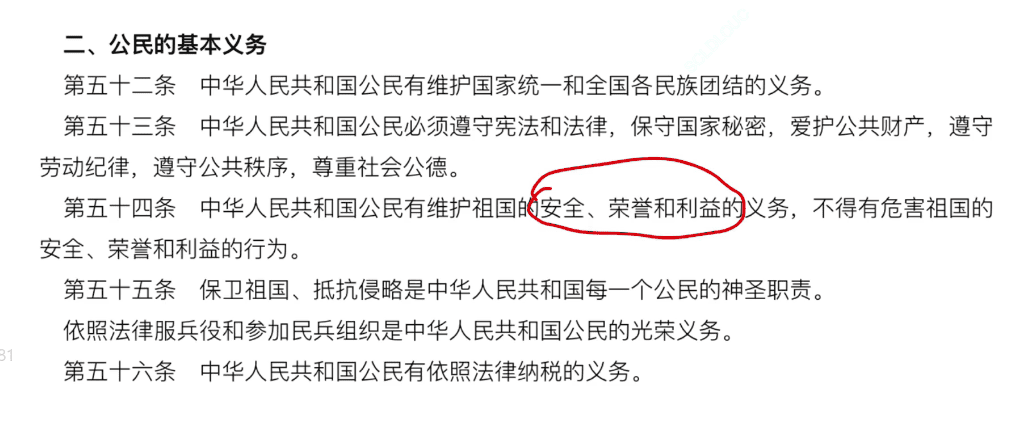 二、公民的基本义务
第五十二条　中华人民共和国公民有维护国家统一和全国各民族团结的义务。
第五十三条　中华人民共和国公民必须遵守宪法和法律，保守国家秘密，爱护公共财产，遵守
劳动纪律，遵守公共秩序，尊重社会公德。
第五十四条　中华人民共和国公民有维护祖国的安全、荣誉和利益的义务，不得有危害祖国的
安全、荣誉和利益的行为。
第五十五条　保卫祖国、抵抗侵略是中华人民共和国每一个公民的神圣职责。
依照法律服兵役和参加民兵组织是中华人民共和国公民的光荣义务。
81
第五十六条　中华人民共和国公民有依照法律纳税的义务。